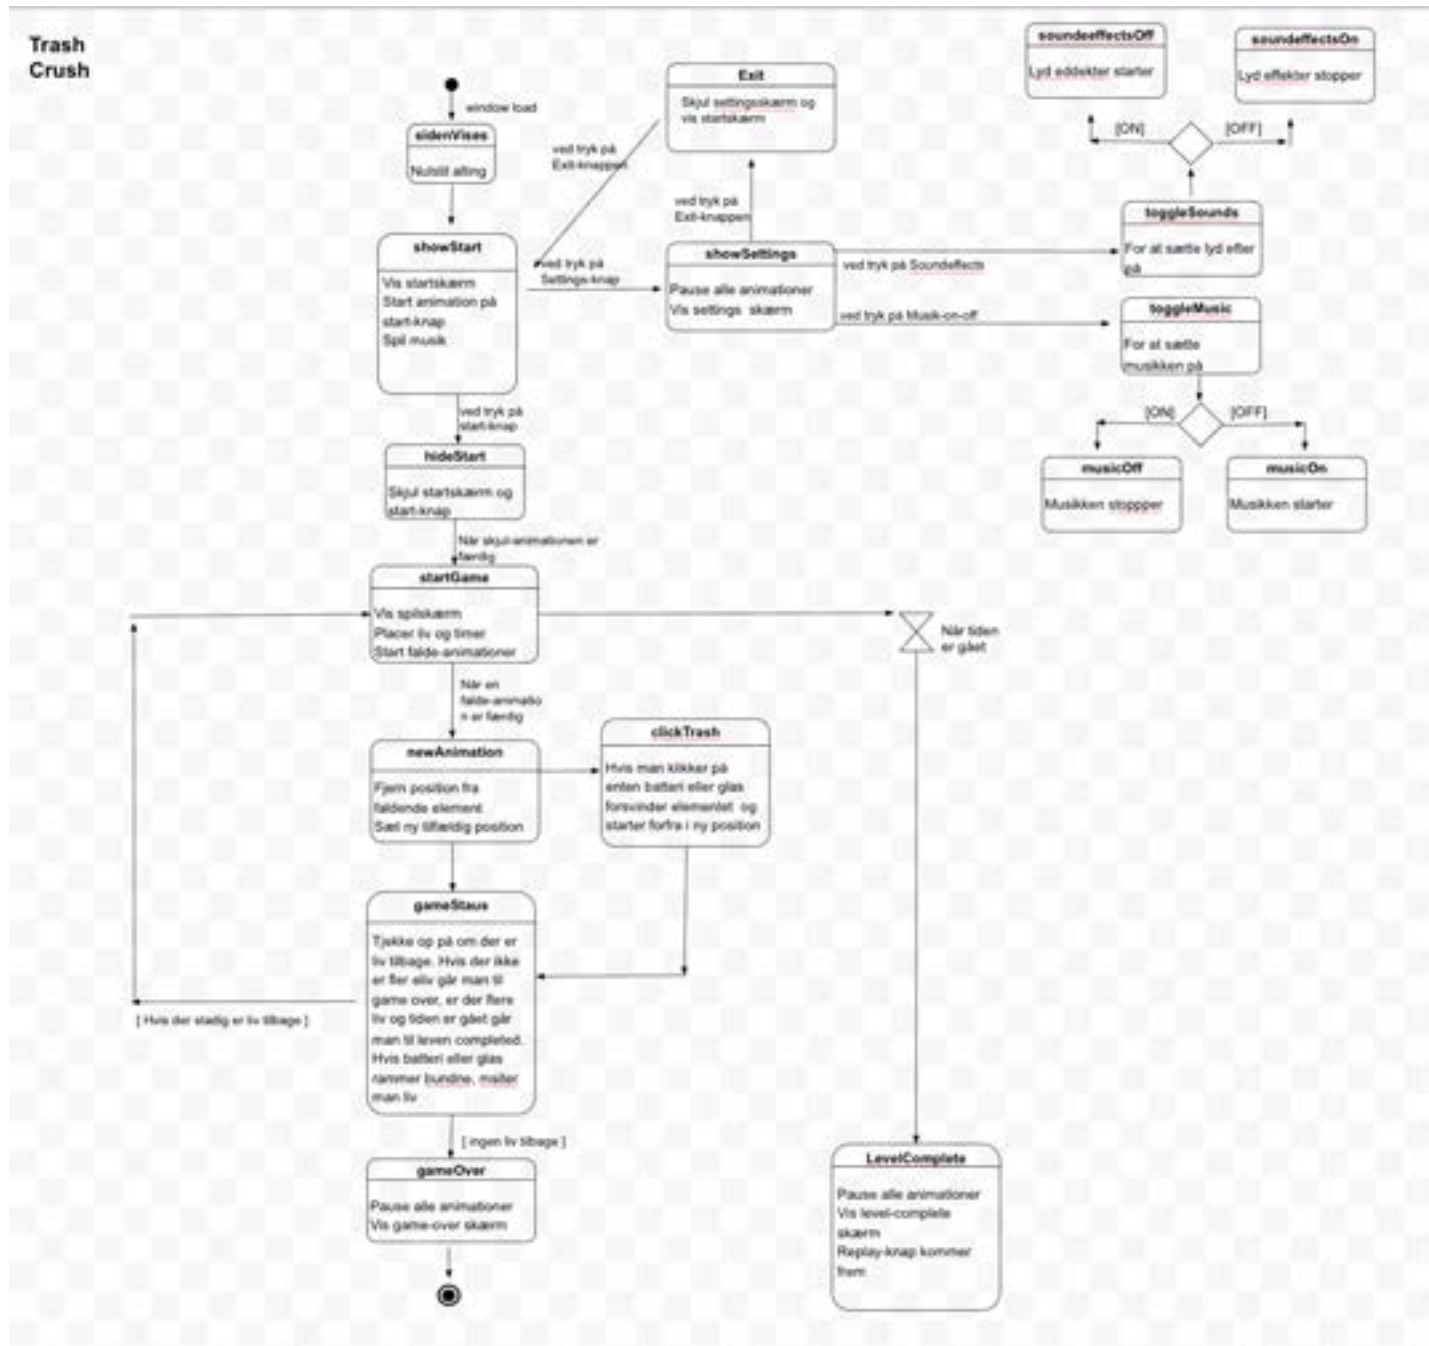 Trash
Crush
window load
sidenVises
Nulstil alting
showStart
Vis startskærm
Start animation på
start-knap
Spil musik
ved tryk på
Exit-knappen
Exit
Skjul settingsskærm og
vis startskærm
ved tryk på
Exit-knappen
ved tryk på
Settings-knap
showSettings
Pause alle animationer
Vis settings skærm
ved tryk på Soundeffects
ved tryk på Musik-on-off
soundeeffectsOff
Lyd eddekter starter
soundeffectsOn
Lyd effekter stopper
[ON]
[OFF]
toggleSounds
For at sætte lyd efter
på
toggleMusic
For at sætte
musikken på
[ON]
[OFF]
musicOff
Musikken stoppper
musicOn
Musikken starter
ved tryk på
start-knap
hideStart
Skjul startskærm og
start-knap
Når skjul-animationen er
færdig
startGame
Vis spilskærm
Placer liv og timer
Start falde-animationer
Når tiden
er gået
Når en
falde-animatio
n er færdig
newAnimation
Fjern position fra
faldende element
Sæt ny tilfældig position
clickTrash
Hvis man klikker på
enten batteri eller glas
forsvinder elementet og
starter forfra i ny position
gameStaus
Tjekke op på om der er
liv tilbage. Hvis der ikke
er fler eliv går man til
game over, er der flere
liv og tiden er gået går
man til leven completed.
Hvis batteri eller glas
rammer bundne, msiter
man liv
[ Hvis der stadig er liv tilbage ]
[ ingen liv tilbage ]
gameOver
Pause alle animationer
Vis game-over skærm
LevelComplete
Pause alle animationer
Vis level-complete
skærm
Replay-knap kommer
frem